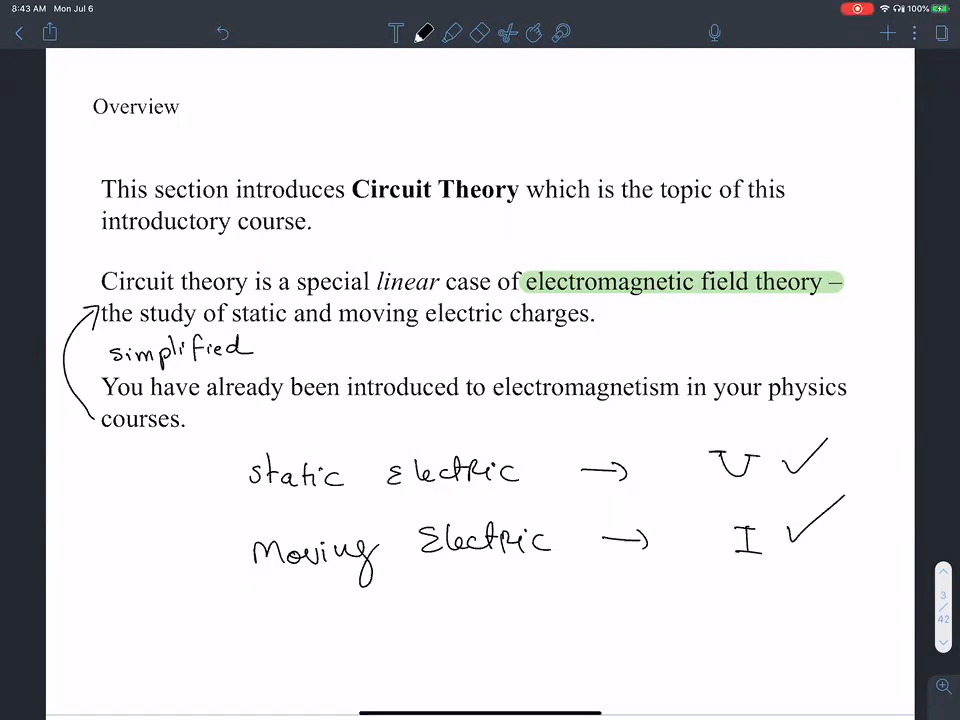 8:43 AM Mon Jul 6
100%
T
Overview
This section introduces Circuit Theory which is the topic of this
introductory course.
Circuit theory is a special linear case of electromagnetic field theory –
the study of static and moving electric charges.
simplified
You have already been introduced to electromagnetism in your physics
courses.
static Electric → V ✓
Moving Electric → I ✓
3
/
42